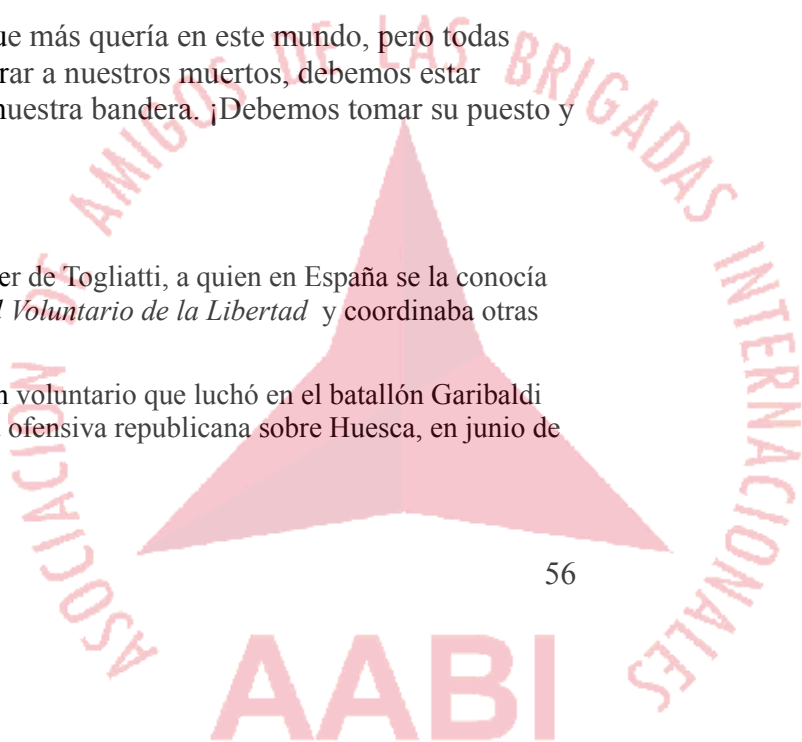 ue más quería en este mundo, pero todas
rar a nuestros muertos, debemos estar
nuestra bandera. ¡Debemos tomar su puesto y
er de Togliatti, a quien en España se la conocía
l Voluntario de la Libertad y coordinaba otras
n voluntario que luchó en el batallón Garibaldi
a ofensiva republicana sobre Huesca, en junio de
56
ASOCIACION DE AMIGOS DE LAS BRIGADAS INTERNACIONALES
AABI